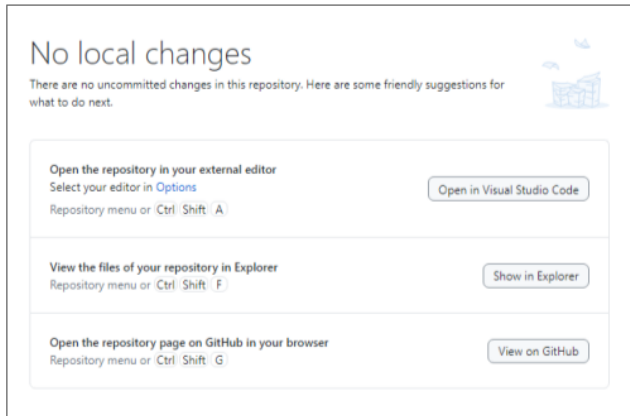 No local changes
There are no uncommitted changes in this repository. Here are some friendly suggestions for
what to do next.
Open the repository in your external editor
Select your editor in Options
Repository menu or Ctrl Shift A
Open in Visual Studio Code
View the files of your repository in Explorer
Repository menu or Ctrl Shift F
Show in Explorer
Open the repository page on GitHub in your browser
Repository menu or Ctrl Shift G
View on GitHub